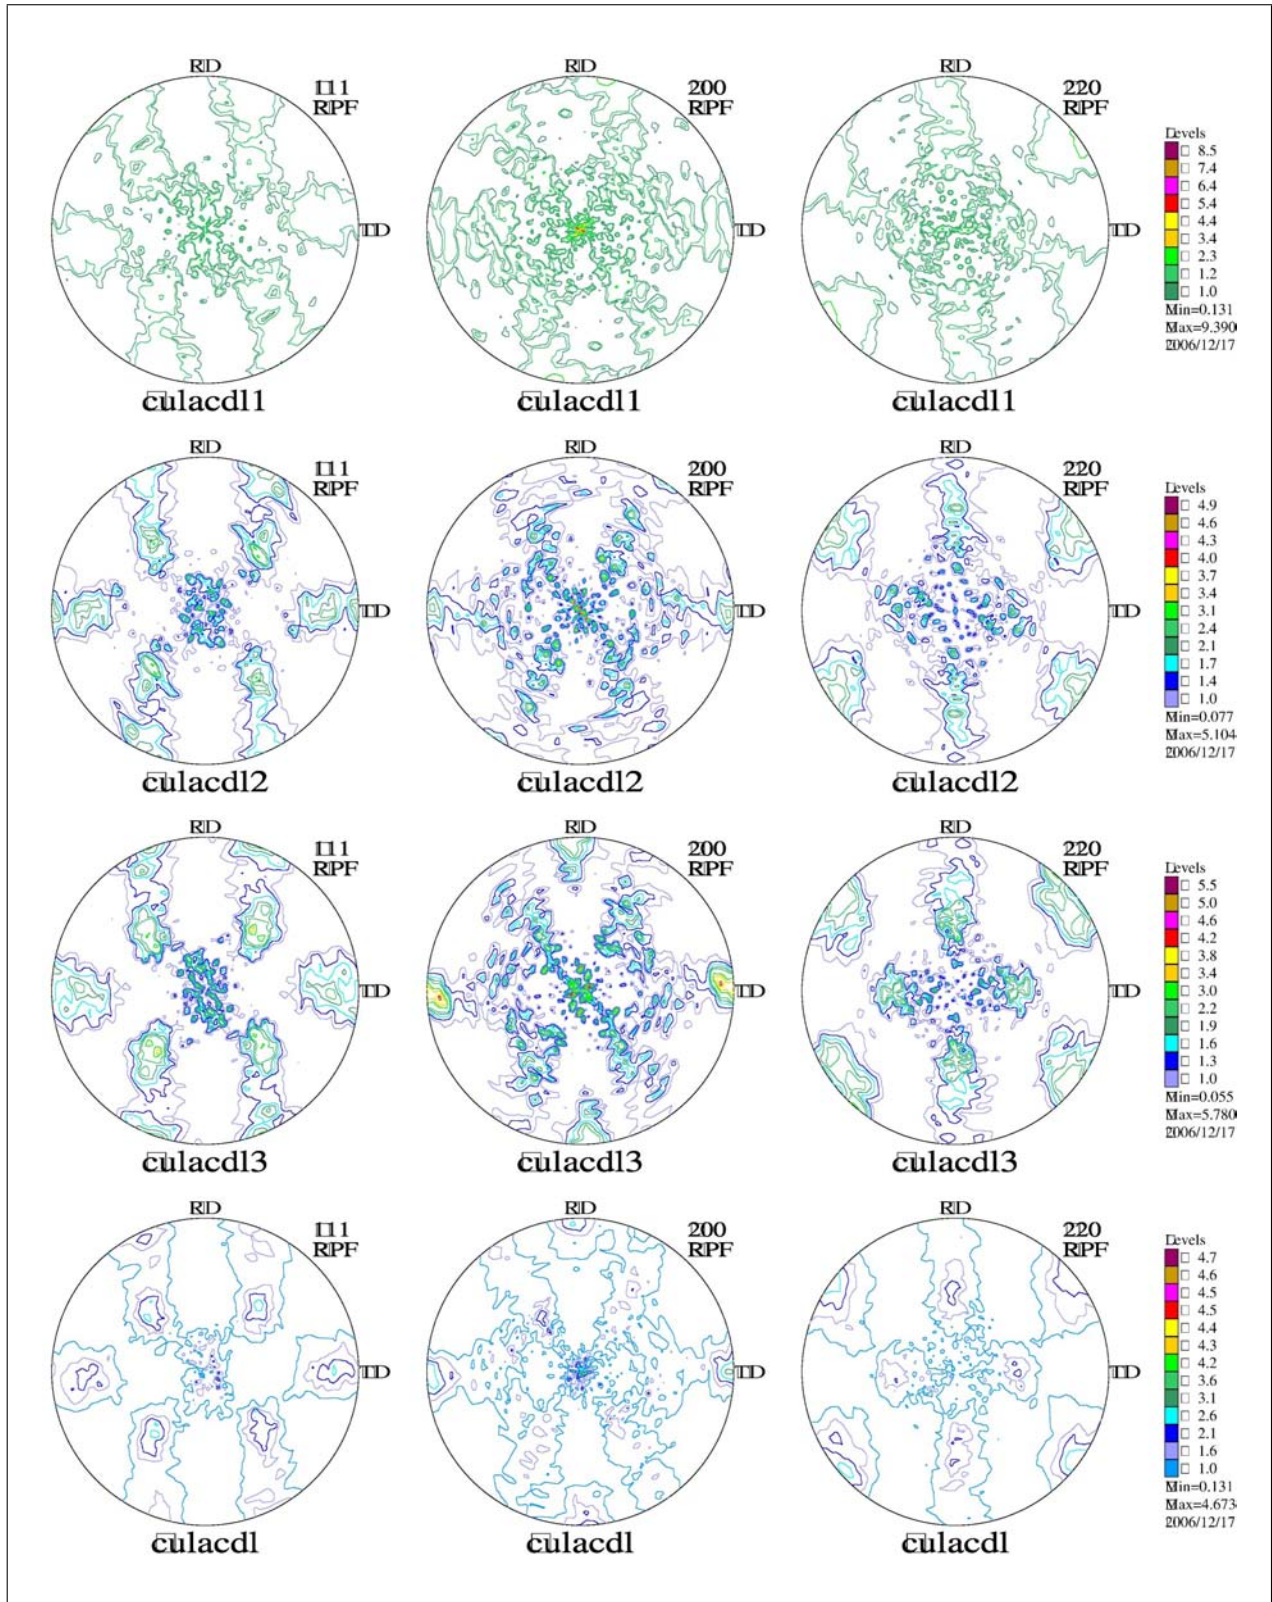 RD
111
RPF
TD
culacdl1
RD
200
RPF
TD
culacdl1
RD
220
RPF
TD
culacdl1
Levels
8.5
7.4
6.4
5.4
4.4
3.4
2.3
1.2
1.0
Min=0.131
Max=9.390
2006/12/17
RD
111
RPF
TD
culacdl2
RD
200
RPF
TD
culacdl2
RD
220
RPF
TD
culacdl2
Levels
4.9
4.6
4.3
4.0
3.7
3.4
3.1
2.4
2.1
1.7
1.4
1.0
Min=0.077
Max=5.104
2006/12/17
RD
111
RPF
TD
culacdl3
RD
200
RPF
TD
culacdl3
RD
220
RPF
TD
culacdl3
Levels
5.5
5.0
4.6
4.2
3.8
3.4
3.0
2.2
1.9
1.6
1.3
1.0
Min=0.055
Max=5.780
2006/12/17
RD
111
RPF
TD
culacdl
RD
200
RPF
TD
culacdl
RD
220
RPF
TD
culacdl
Levels
4.7
4.6
4.5
4.5
4.4
4.3
4.2
3.6
3.1
2.6
2.1
1.6
1.0
Min=0.131
Max=4.673
2006/12/17